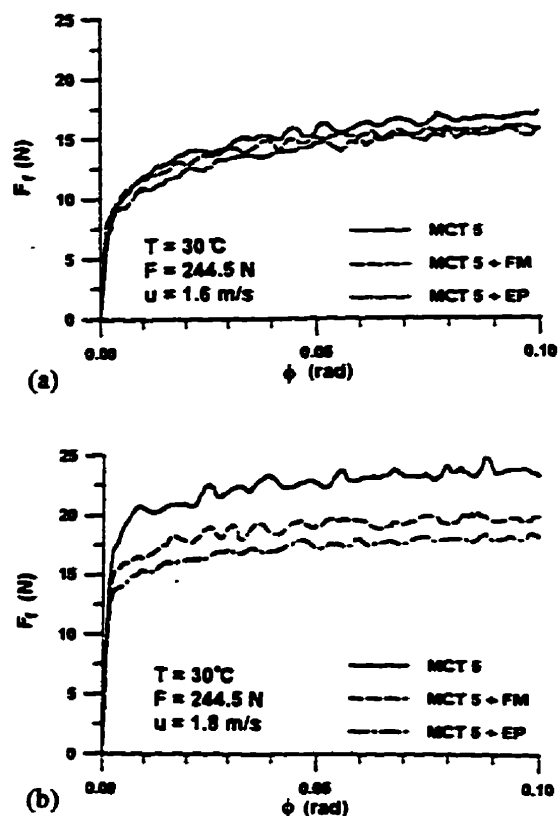 25
20
15
10
5
0
F_f (N)
T = 30°C
F = 244.5 N
u = 1.6 m/s
MCT 5
MCT 5 + FM
MCT 5 + EP
0.00
0.05
0.10
ϕ (rad)
(a)
25
20
15
10
5
0
F_f (N)
T = 30°C
F = 244.5 N
u = 1.8 m/s
MCT 5
MCT 5 + FM
MCT 5 + EP
0.00
0.05
0.10
ϕ (rad)
(b)